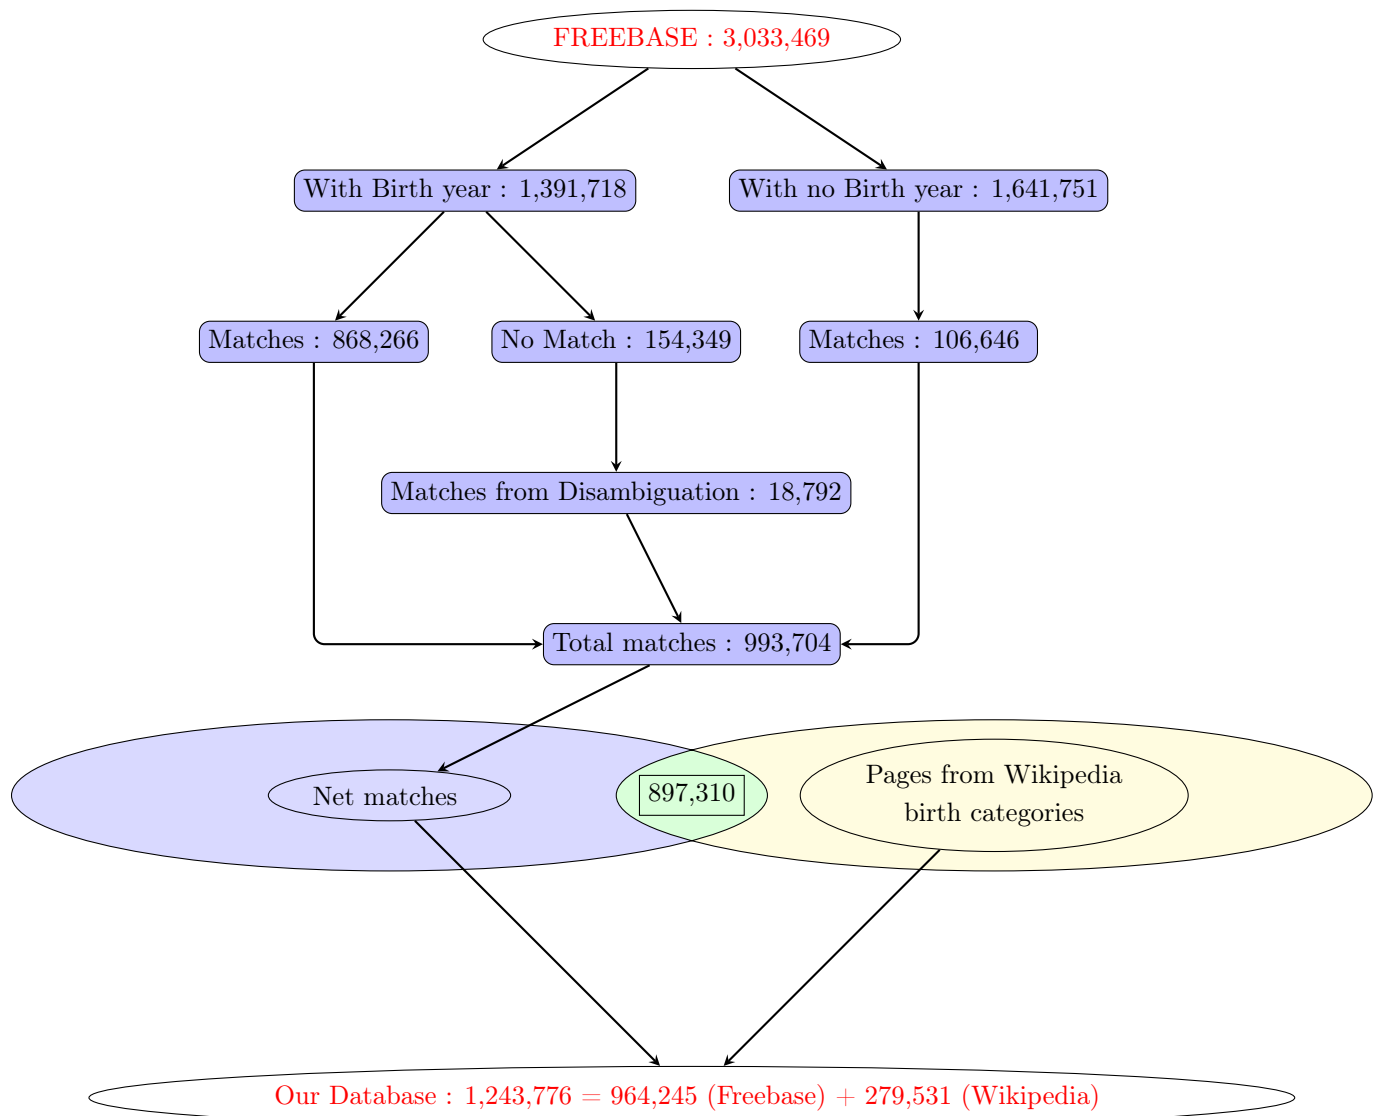 FREEBASE : 3,033,469
With Birth year : 1,391,718
With no Birth year : 1,641,751
Matches : 868,266
No Match : 154,349
Matches : 106,646
Matches from Disambiguation : 18,792
Total matches : 993,704
Net matches
897,310
Pages from Wikipedia
birth categories
Our Database : 1,243,776 = 964,245 (Freebase) + 279,531 (Wikipedia)